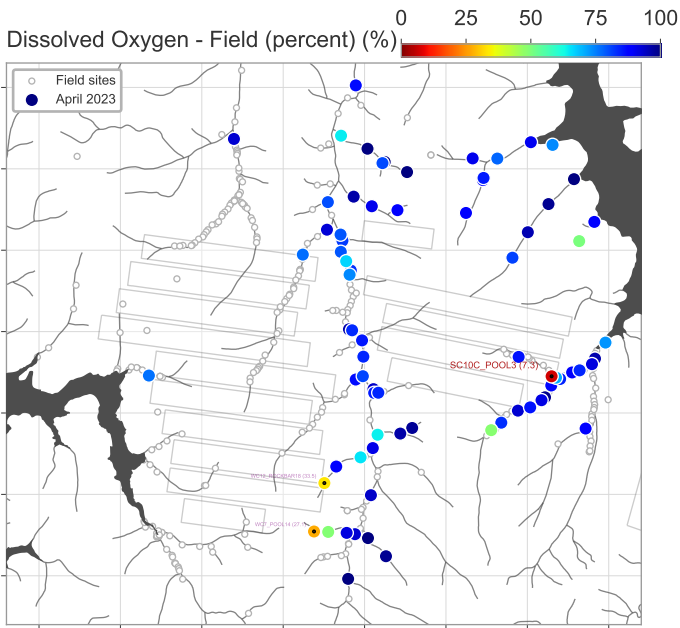 0 25 50 75 100
Dissolved Oxygen - Field (percent) (%)
Field sites
April 2023
SC10C_POOL3 (7.3)